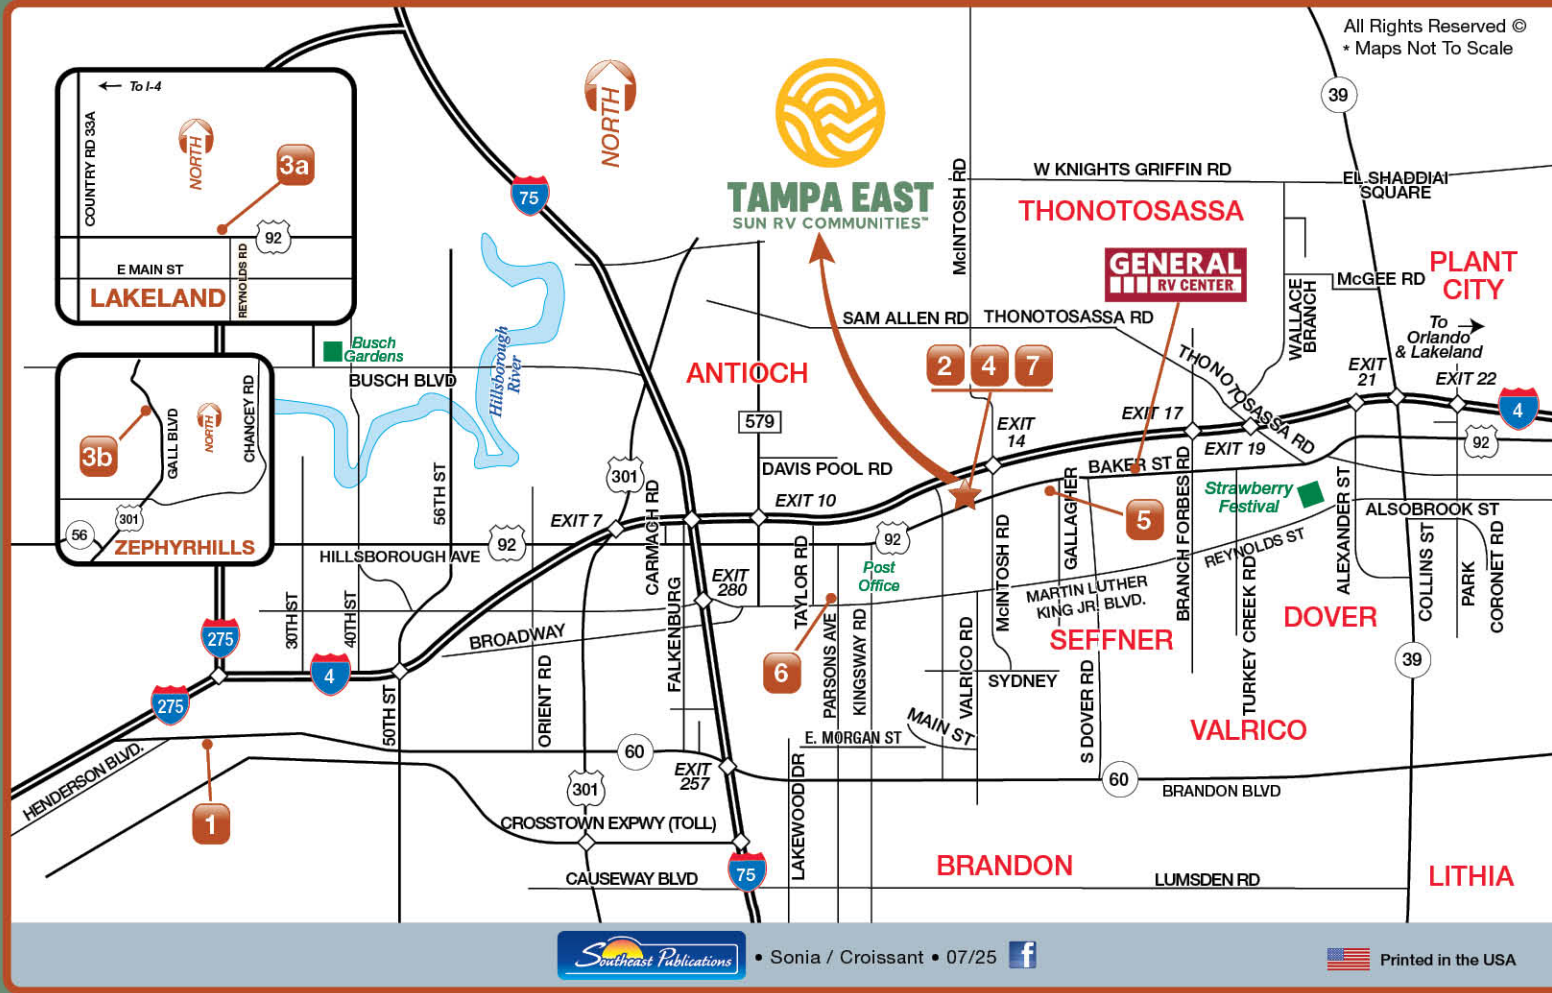 All Rights Reserved ©
* Maps Not To Scale
To I-4
COUNTRY RD 33A
NORTH
3a
92
E MAIN ST
REYNOLDS RD
LAKELAND
NORTH
75
TAMPA EAST
SUN RV COMMUNITIES™
McINTOSH RD
39
W KNIGHTS GRIFFIN RD
EL SHADDIAI
SQUARE
THONOTOSASSA
GENERAL
RV CENTER
PLANT
CITY
McGEE RD
WALLACE
BRANCH
To
Orlando
& Lakeland
SAM ALLEN RD
THONOTOSASSA RD
THONOTOSASSA RD
Busch
Gardens
BUSCH BLVD
Hillsborough
River
ANTIOCH
2
4
7
EXIT
21
EXIT 22
4
92
579
EXIT
14
EXIT 17
EXIT 19
3b
GALL BLVD
NORTH
CHANCEY RD
301
56
ZEPHYRHILLS
56TH ST
301
DAVIS POOL RD
EXIT 10
EXIT 7
CARMACH RD
BAKER ST
GALLAGHER
5
BRANCH FORBES RD
Strawberry
Festival
ALEXANDER ST
ALSOBROOK ST
92
HILLSBOROUGH AVE
92
Post
Office
REYNOLDS ST
EXIT
280
TAYLOR RD
McINTOSH RD
MARTIN LUTHER
KING JR. BLVD.
COLLINS ST
PARK
CORONET RD
275
30TH ST
40TH ST
BROADWAY
FALKENBURG
6
PARSONS AVE
KINGSWAY RD
VALRICO RD
SEFFNER
DOVER
TURKEY CREEK RD
39
4
275
50TH ST
ORIENT RD
SYDNEY
S DOVER RD
VALRICO
MAIN ST
E. MORGAN ST
HENDERSON BLVD.
60
EXIT
257
LAKEWOOD DR
60
BRANDON BLVD
1
301
CROSSTOWN EXPWY (TOLL)
75
CAUSEWAY BLVD
BRANDON
LUMSDEN RD
LITHIA
Southeast Publications
• Sonia / Croissant • 07/25
f
Printed in the USA